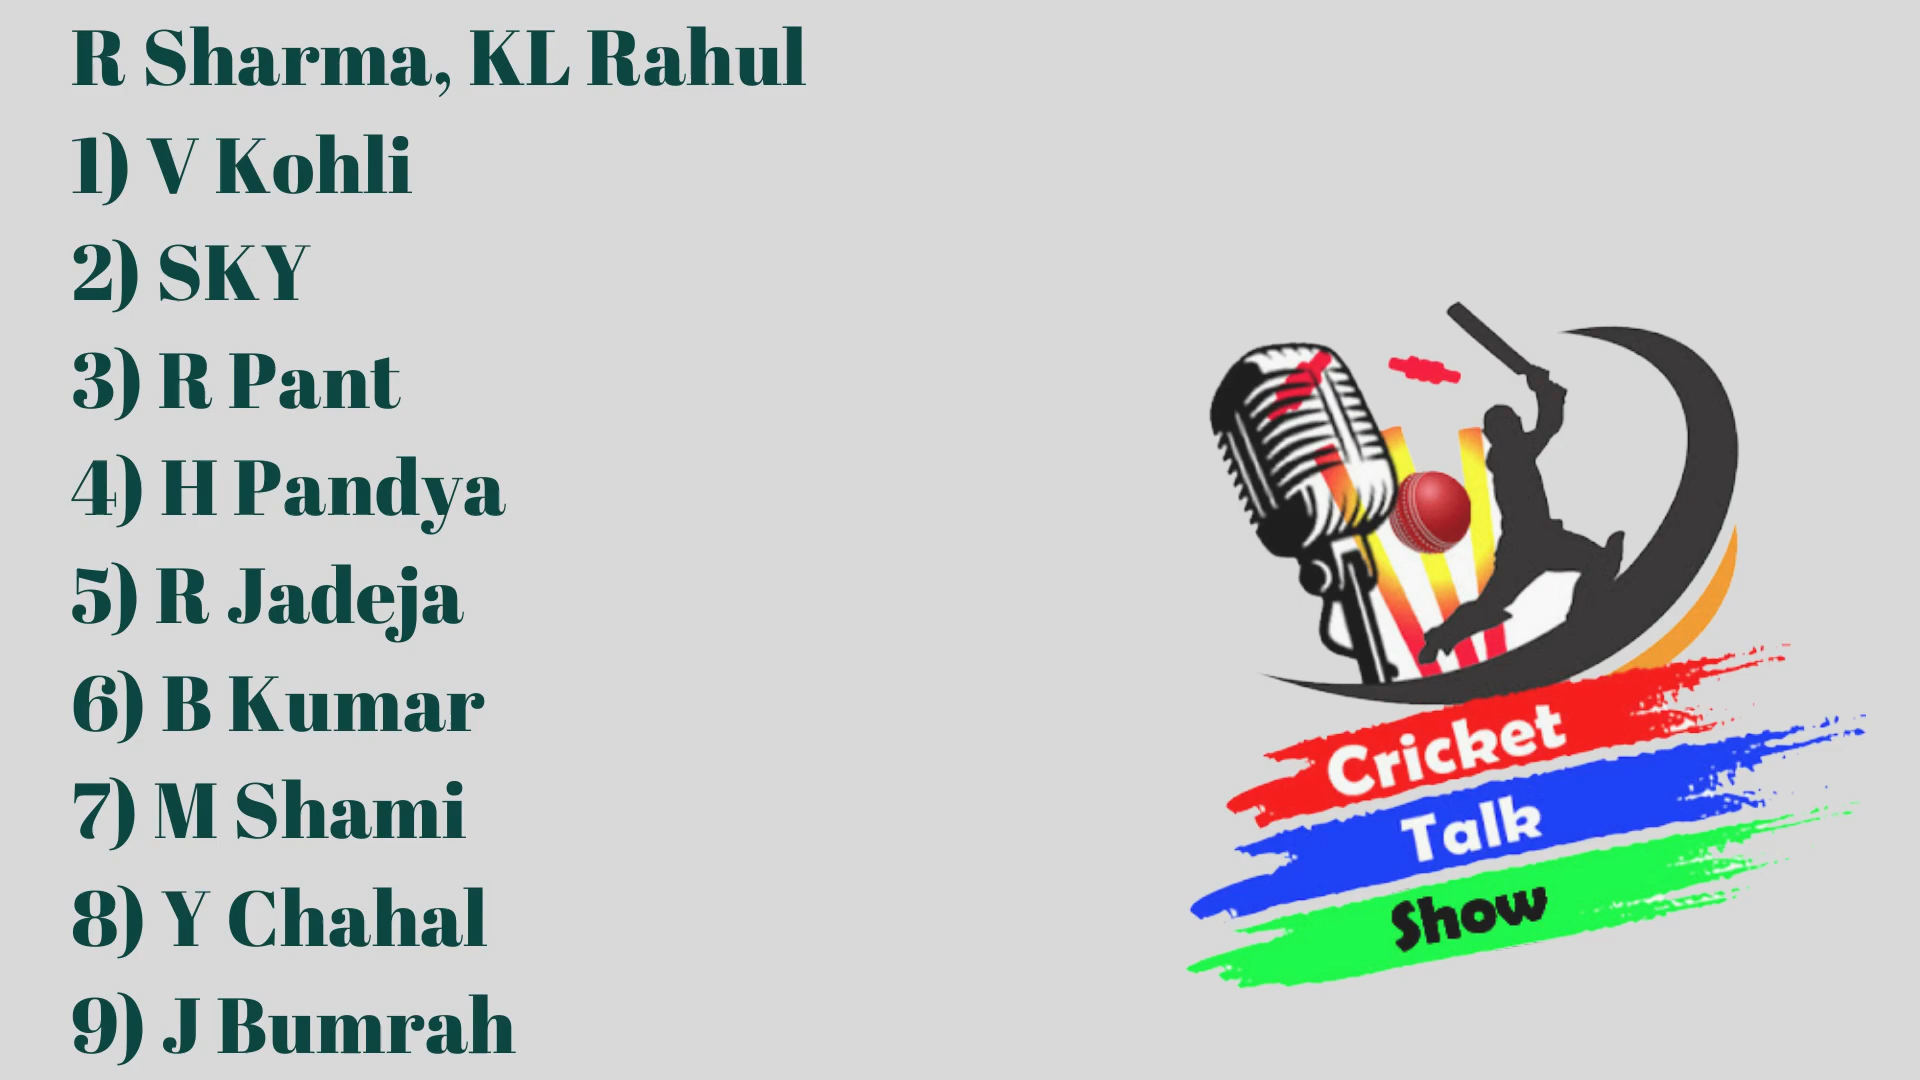 R Sharma, KL Rahul
1) V Kohli
2) SKY
3) R Pant
4) H Pandya
5) R Jadeja
6) B Kumar
7) M Shami
8) Y Chahal
9) J Bumrah
Cricket
Talk
Show